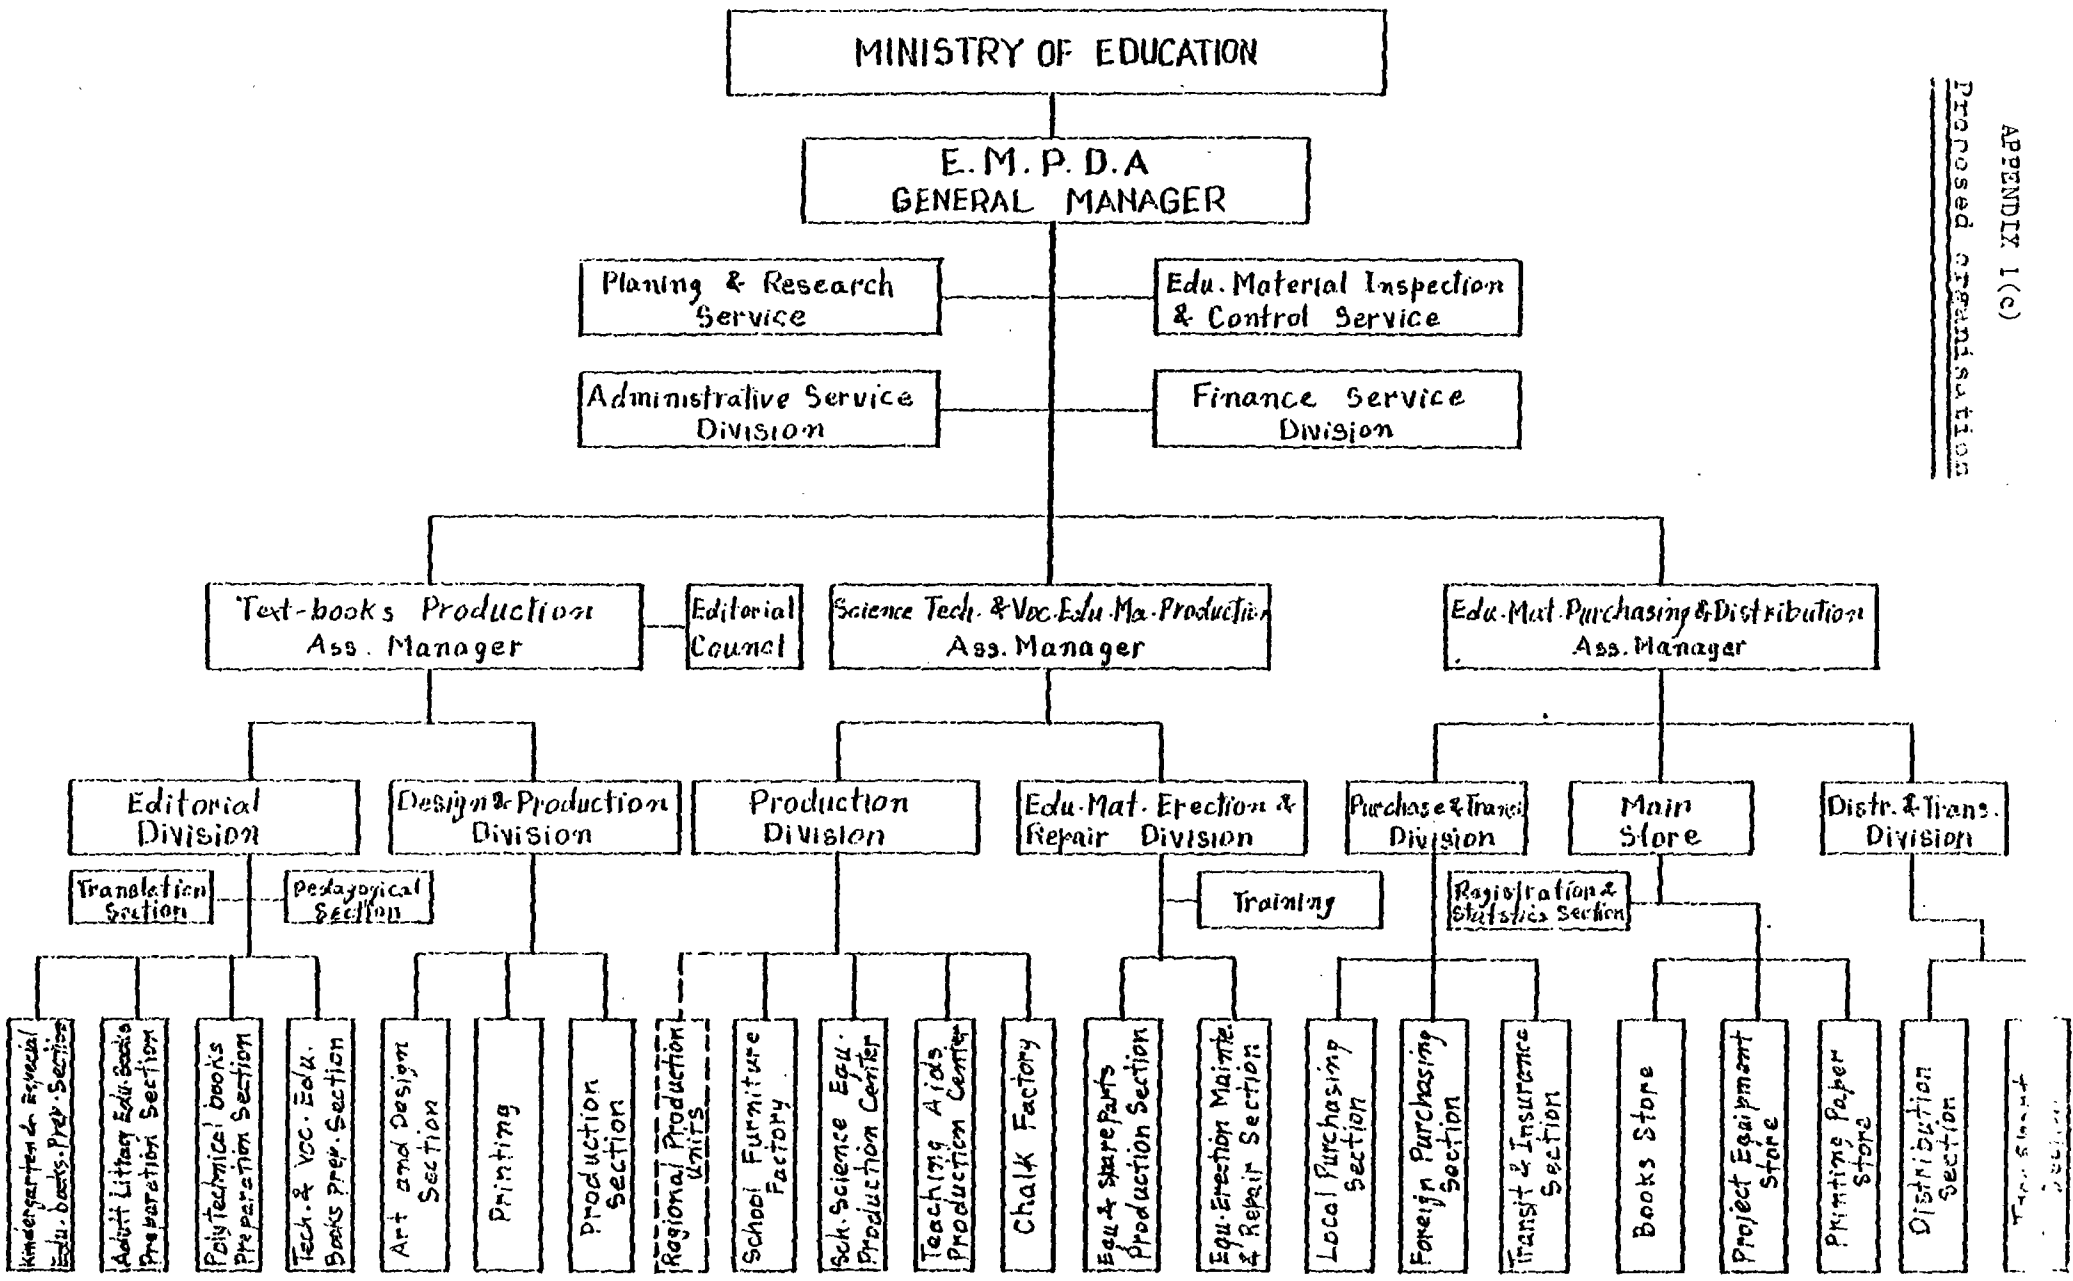 MINISTRY OF EDUCATION
APPENDIX 1(c)
Proposed organisation
E.M.P.D.A
GENERAL MANAGER
Planing & Research
Service
Edu. Material Inspection
& Control Service
Administrative Service
Division
Finance Service
Division
Text-books Production
Ass. Manager
Editorial
Council
Science Tech. & Voc. Edu. Ma. Production
Ass. Manager
Edu. Mat. Purchasing & Distribution
Ass. Manager
Editorial
Division
Design & Production
Division
Production
Division
Edu. Mat. Erection &
Repair Division
Purchase & Transi
Division
Main
Store
Distr. & Trans.
Division
Translation
Section
Pedagogical
Section
Training
Registration &
Statistics Section
Kindergarten & Especial
Edu. books. Prep. Section
Adult Littary Edu. Books
Preparation Section
Polytechnical books
Preparation Section
Tech. & Voc. Edu.
Books prep. Section
Art and Design
Section
Printing
Production
Section
Regional Production
Units
School Furniture
Factory
Sch. Science Equ.
Production Center
Teaching Aids
Production Center
Chalk Factory
Equ & spareparts
Production Section
Equ. Erection Mainte.
& Repair Section
Local Purchasing
Section
Foreign Purchasing
Section
Transit & Insurance
Section
Books Store
Project Equipment
Store
Printing Paper
Store
Distribution
Section